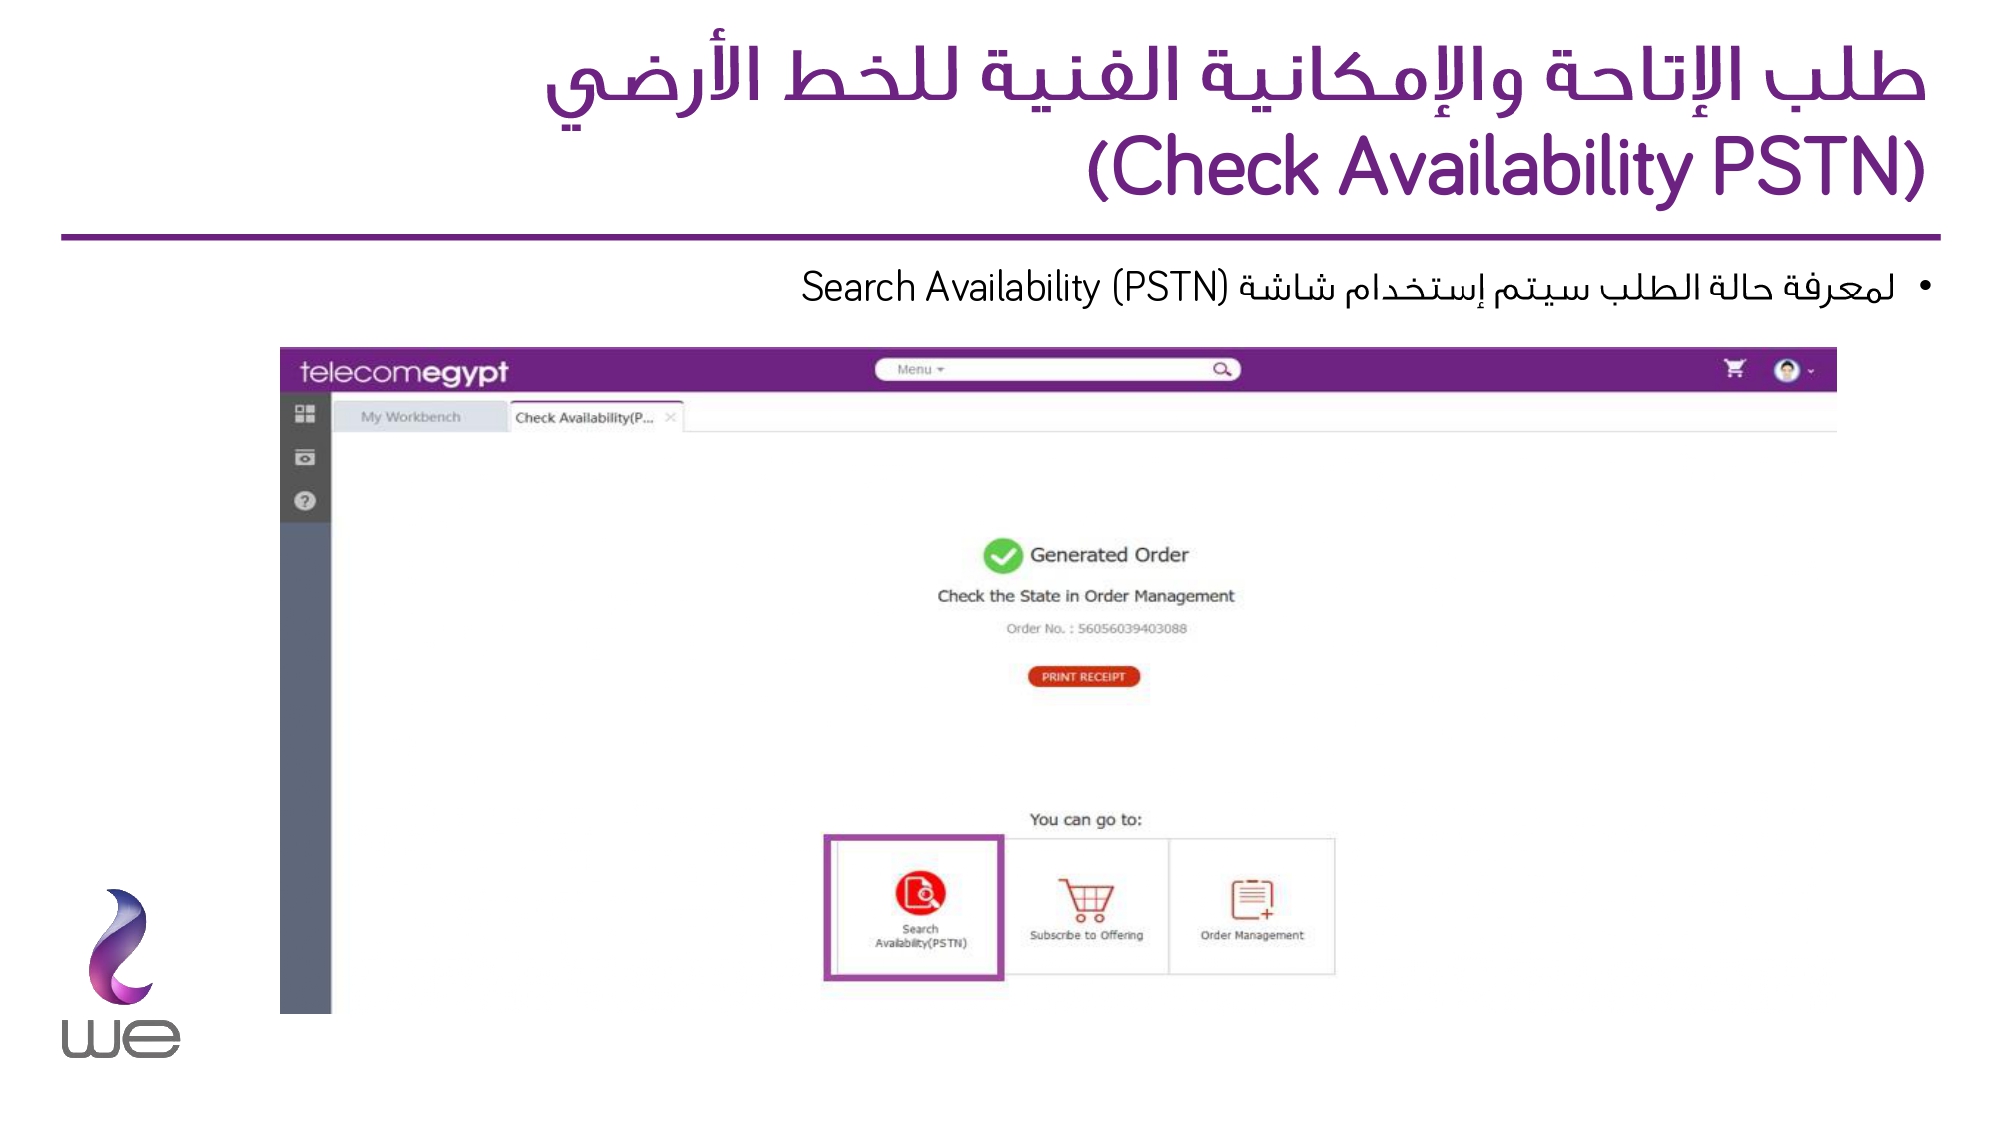 طلب الإتاحة والإمكانية الفنية للخط الأرضي
(Check Availability PSTN)
• لمعرفة حالة الطلب سيتم إستخدام شاشة Search Availability (PSTN)
telecomegypt
Menu
My Workbench
Check Availability(P...
Generated Order
Check the State in Order Management
Order No. : 56056039403088
PRINT RECEIPT
You can go to:
Search
Availability(PSTN)
Subscribe to Offering
Order Management
we